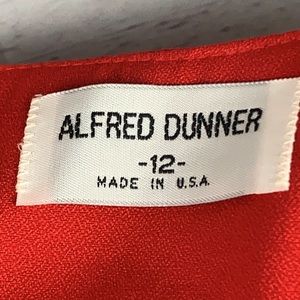 ALFRED DUNNER
-12-
MADE IN U.S.A.